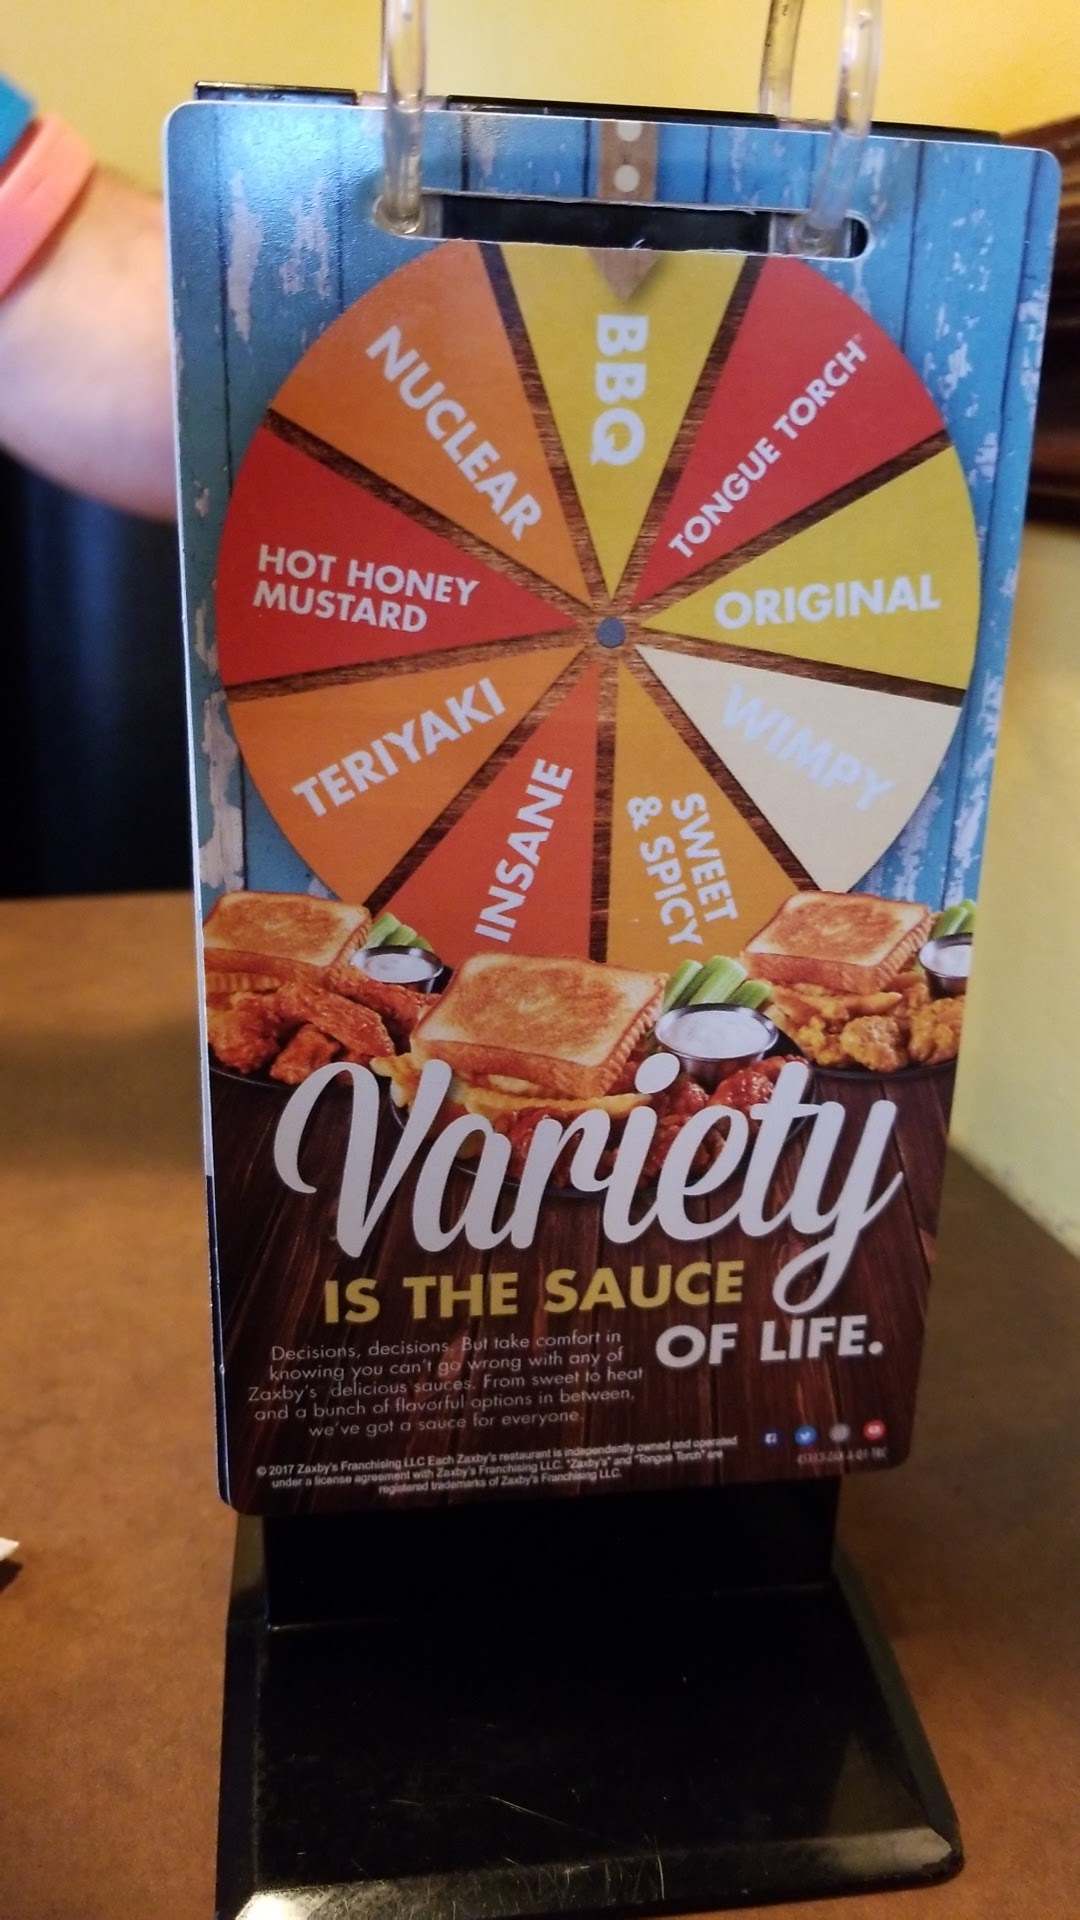 BBQ
TONGUE TORCH®
ORIGINAL
WIMPY
SWEET
& SPICY
INSANE
TERIYAKI
HOT HONEY
MUSTARD
NUCLEAR
Variety
IS THE SAUCE
OF LIFE.
Decisions, decisions. But take comfort in
knowing you can't go wrong with any of
Zaxby's delicious sauces. From sweet to heat
and a bunch of flavorful options in between,
we've got a sauce for everyone.
© 2017 Zaxby's Franchising LLC Each Zaxby's restaurant is independently owned and operated
under a license agreement with Zaxby's Franchising LLC. "Zaxby's" and "Tongue Torch" are
registered trademarks of Zaxby's Franchising LLC.